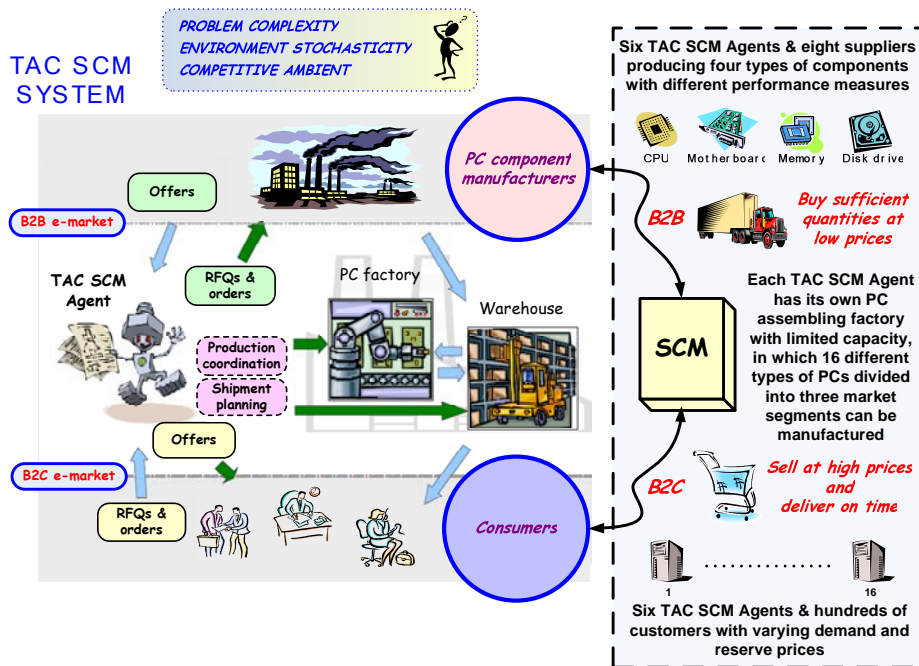 PROBLEM COMPLEXITY
ENVIRONMENT STOCHASTICITY
COMPETITIVE AMBIENT
TAC SCM
SYSTEM
PC component
manufacturers
Offers
B2B e-market
RFQs &
orders
TAC SCM
Agent
PC factory
Warehouse
Production
coordination
Shipment
planning
Offers
B2C e-market
RFQs &
orders
Consumers
Six TAC SCM Agents & eight suppliers
producing four types of components
with different performance measures
CPU Motherboard Memory Disk drive
B2B
Buy sufficient
quantities at
low prices
SCM
Each TAC SCM Agent
has its own PC
assembling factory
with limited capacity,
in which 16 different
types of PCs divided
into three market
segments can be
manufactured
B2C
Sell at high prices
and
deliver on time
..................
1 16
Six TAC SCM Agents & hundreds of
customers with varying demand and
reserve prices